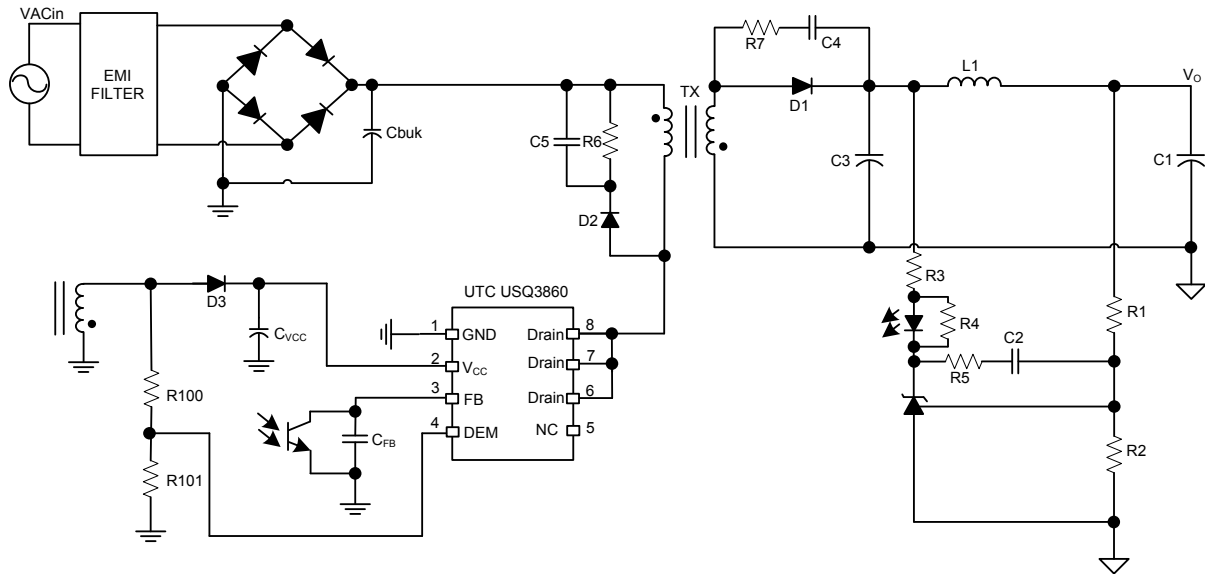 VACin
EMI
FILTER
Cbuk
C5
R6
D2
TX
R7
C4
D1
L1
VO
C3
C1
R3
R4
R1
C2
R5
R2
D3
CVCC
R100
R101
UTC USQ3860
1
GND
2
VCC
3
FB
4
DEM
Drain
8
Drain
7
Drain
6
NC
5
CFB